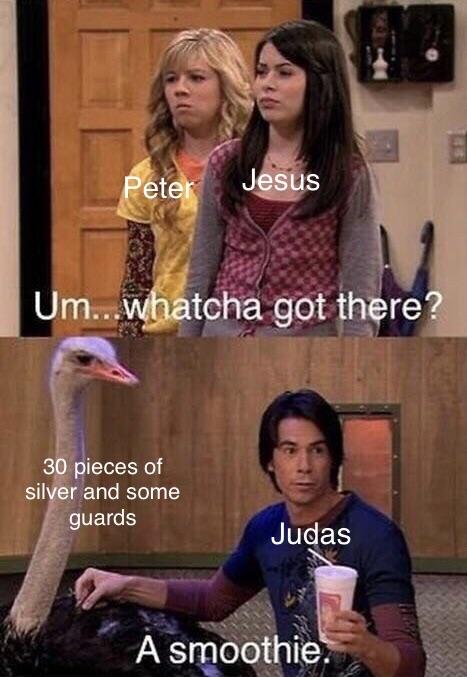 Peter
Jesus
Um...whatcha got there?
30 pieces of
silver and some
guards
Judas
A smoothie.